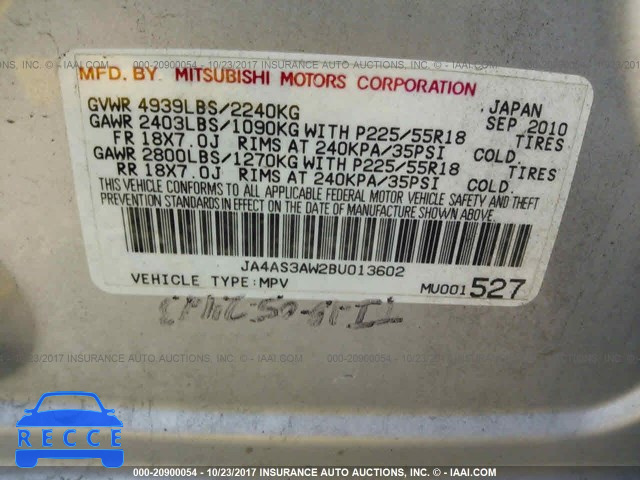 000-20900054 - 10/23/2017 INSURANCE AUTO AUCTIONS, INC. - IAAI.COM
MFD. BY MITSUBISHI MOTORS CORPORATION
GVWR 4939LBS/2240KG JAPAN
GAWR 2403LBS/1090KG WITH P225/55R18 SEP 2010 TIRES
FR 18X7.0J RIMS AT 240KPA/35PSI COLD.
GAWR 2800LBS/1270KG WITH P225/55R18 TIRES
RR 18X7.0J RIMS AT 240KPA/35PSI COLD.
THIS VEHICLE CONFORMS TO ALL APPLICABLE FEDERAL MOTOR VEHICLE SAFETY AND THEFT
PREVENTION STANDARDS IN EFFECT ON THE DATE OF MANUFACTURE SHOWN ABOVE.
JA4AS3AW2BU013602
VEHICLE TYPE:MPV MU001527
RECCE
000-20900054 - 10/23/2017 INSURANCE AUTO AUCTIONS, INC. - IAAI.COM